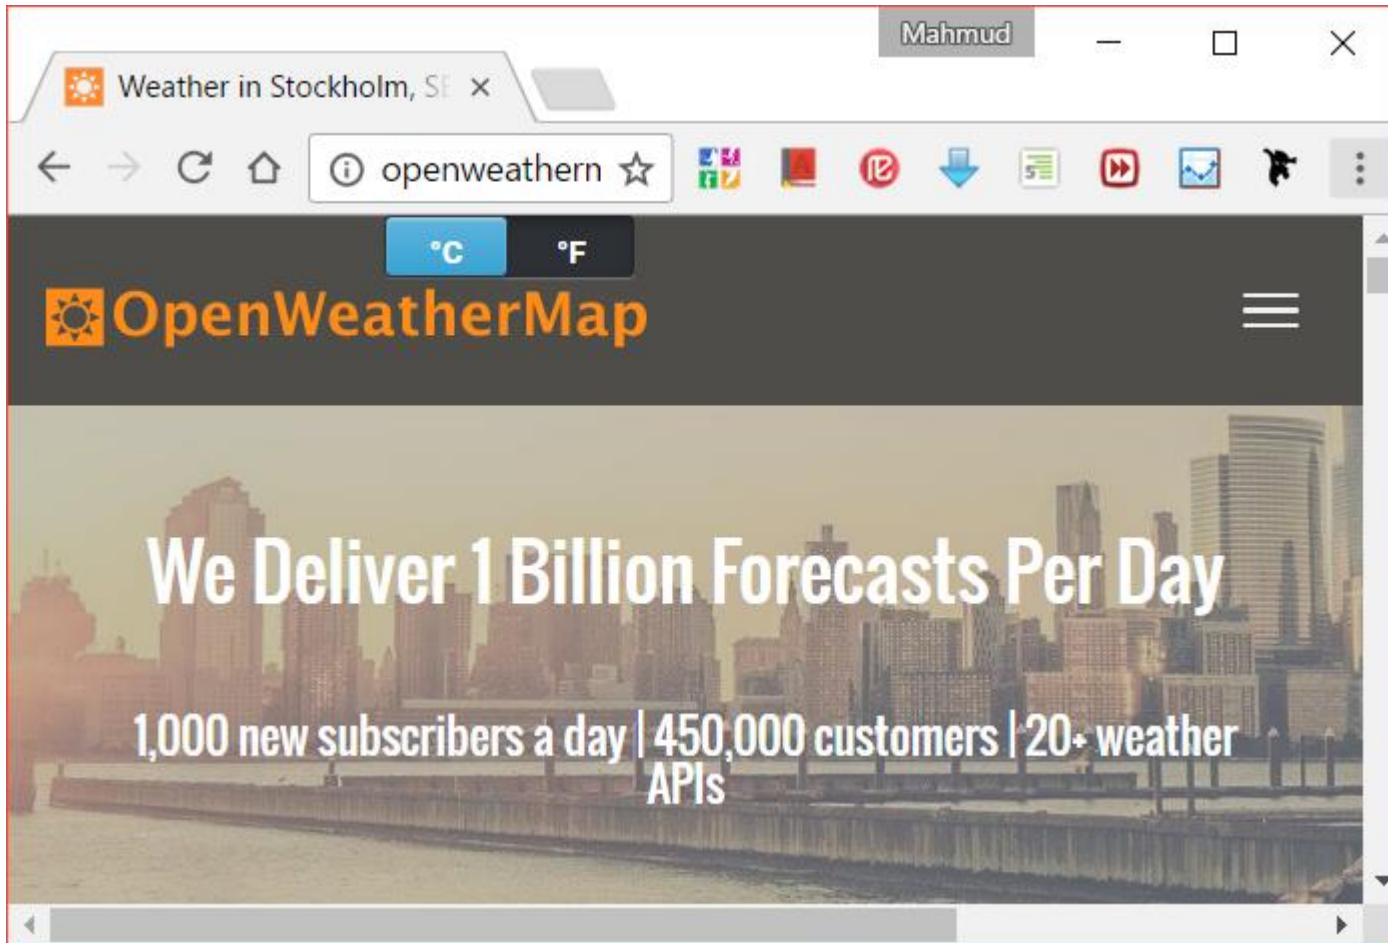 Mahmud
Weather in Stockholm, SE
openweathern
°C °F
OpenWeatherMap
We Deliver 1 Billion Forecasts Per Day
1,000 new subscribers a day | 450,000 customers | 20+ weather
APIs